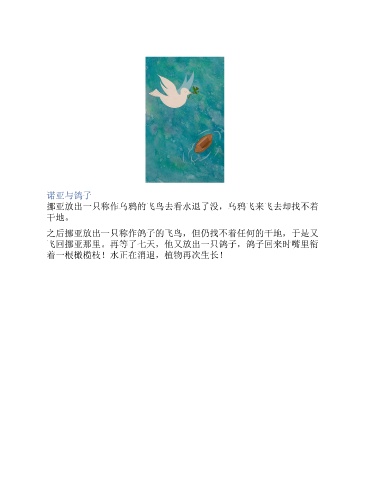 诺亚与鸽子
挪亚放出一只称作乌鸦的飞鸟去看水退了没，乌鸦飞来飞去却找不着
干地。
之后挪亚放出一只称作鸽子的飞鸟，但仍找不着任何的干地，于是又
飞回挪亚那里。再等了七天，他又放出一只鸽子，鸽子回来时嘴里衔
着一根橄榄枝！水正在消退，植物再次生长！